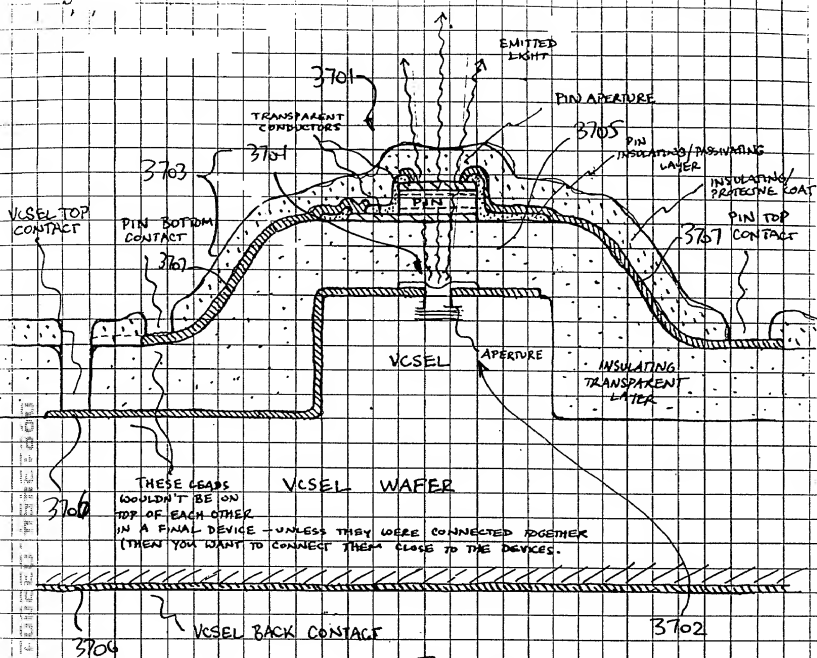 EMITTED
LIGHT
3701
PIN APERTURE
TRANSPARENT
CONDUCTORS
3705
3701
3703
PIN
INSULATING/PASSIVATING
LAYER
INSULATING/
PROTECTIVE COAT
VCSEL TOP
CONTACT
PIN BOTTOM
CONTACT
PIN
PIN TOP
CONTACT
3707
3707
VCSEL
APERTURE
INSULATING
TRANSPARENT
LAYER
THESE LEADS
WOULDN'T BE ON
TOP OF EACH OTHER
IN A FINAL DEVICE – UNLESS THEY WERE CONNECTED TOGETHER
(THEN YOU WANT TO CONNECT THEM CLOSE TO THE DEVICES.
VCSEL WAFER
3706
VCSEL BACK CONTACT
3706
3702